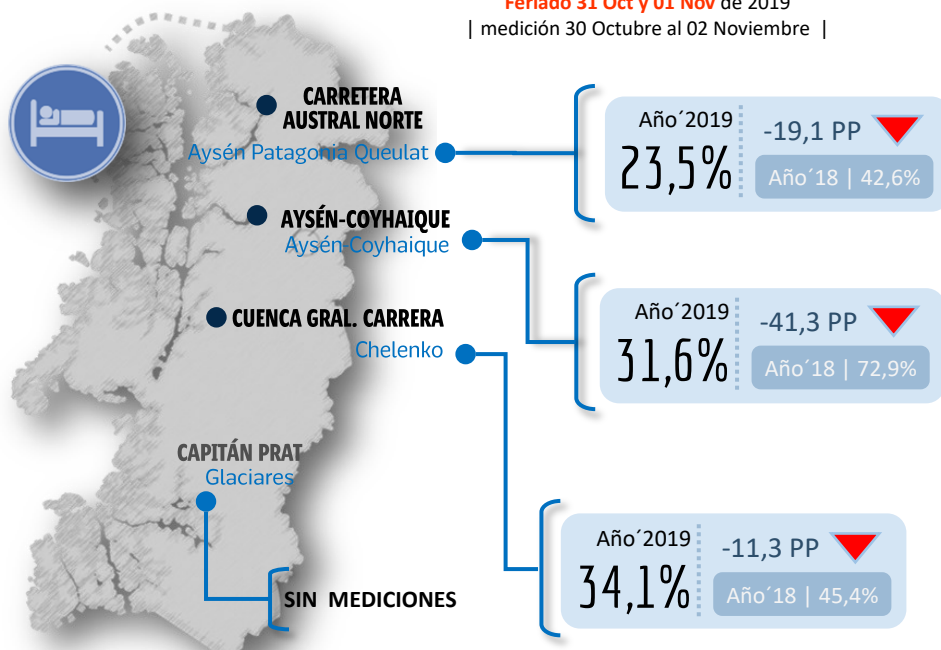 Feriado 31 Oct y 01 Nov de 2019
| medición 30 Octubre al 02 Noviembre |
CARRETERA
AUSTRAL NORTE
Aysén Patagonia Queulat
Año´2019
23,5%
-19,1 PP
Año´18 | 42,6%
AYSÉN-COYHAIQUE
Aysén-Coyhaique
Año´2019
31,6%
-41,3 PP
Año´18 | 72,9%
CUENCA GRAL. CARRERA
Chelenko
Año´2019
34,1%
-11,3 PP
Año´18 | 45,4%
CAPITÁN PRAT
Glaciares
SIN MEDICIONES